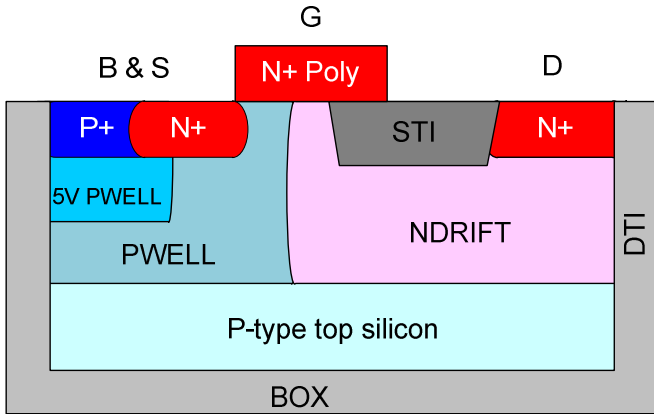 G
B & S
N+ Poly
D
P+
N+
STI
N+
5V PWELL
PWELL
NDRIFT
DTI
P-type top silicon
BOX